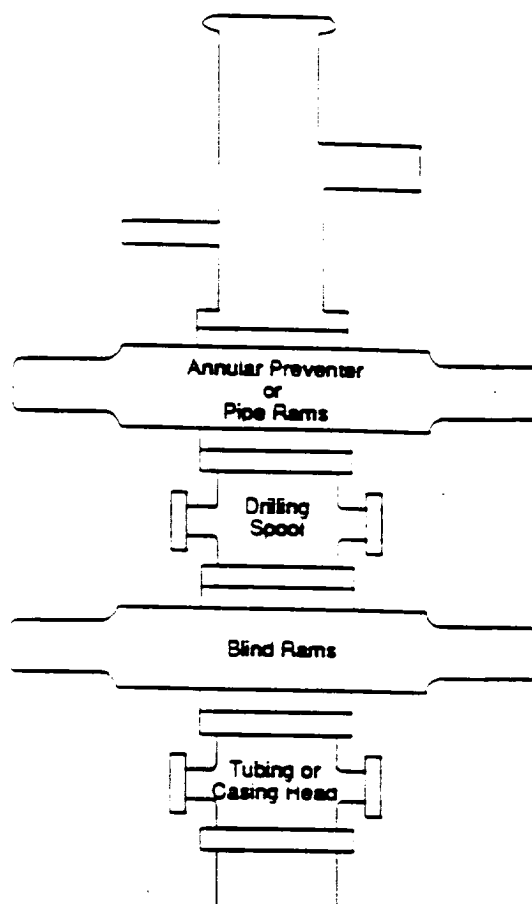 Annular Preventer
or
Pipe Rams
Drilling
Spool
Blind Rams
Tubing or
Casing Head